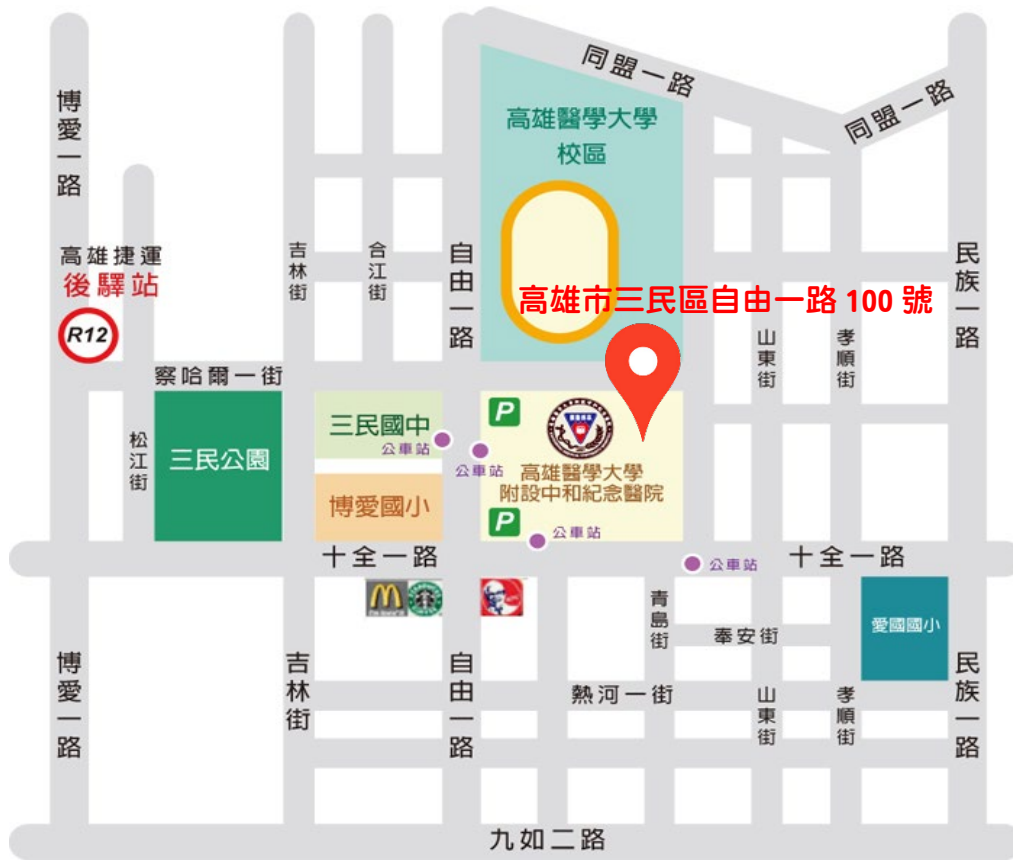 同盟一路
同盟一路
高雄醫學大學
校區
博愛一路
高雄捷運
後驛站
R12
吉林街
合江街
自由一路
民族一路
高雄市三民區自由一路 100 號
山東街
孝順街
察哈爾一街
松江街
三民公園
三民國中
公車站
博愛國小
P
公車站
高雄醫學大學
附設中和紀念醫院
P
公車站
十全一路
十全一路
公車站
青島街
奉安街
愛國國小
博愛一路
吉林街
自由一路
熱河一街
山東街
孝順街
民族一路
九如二路